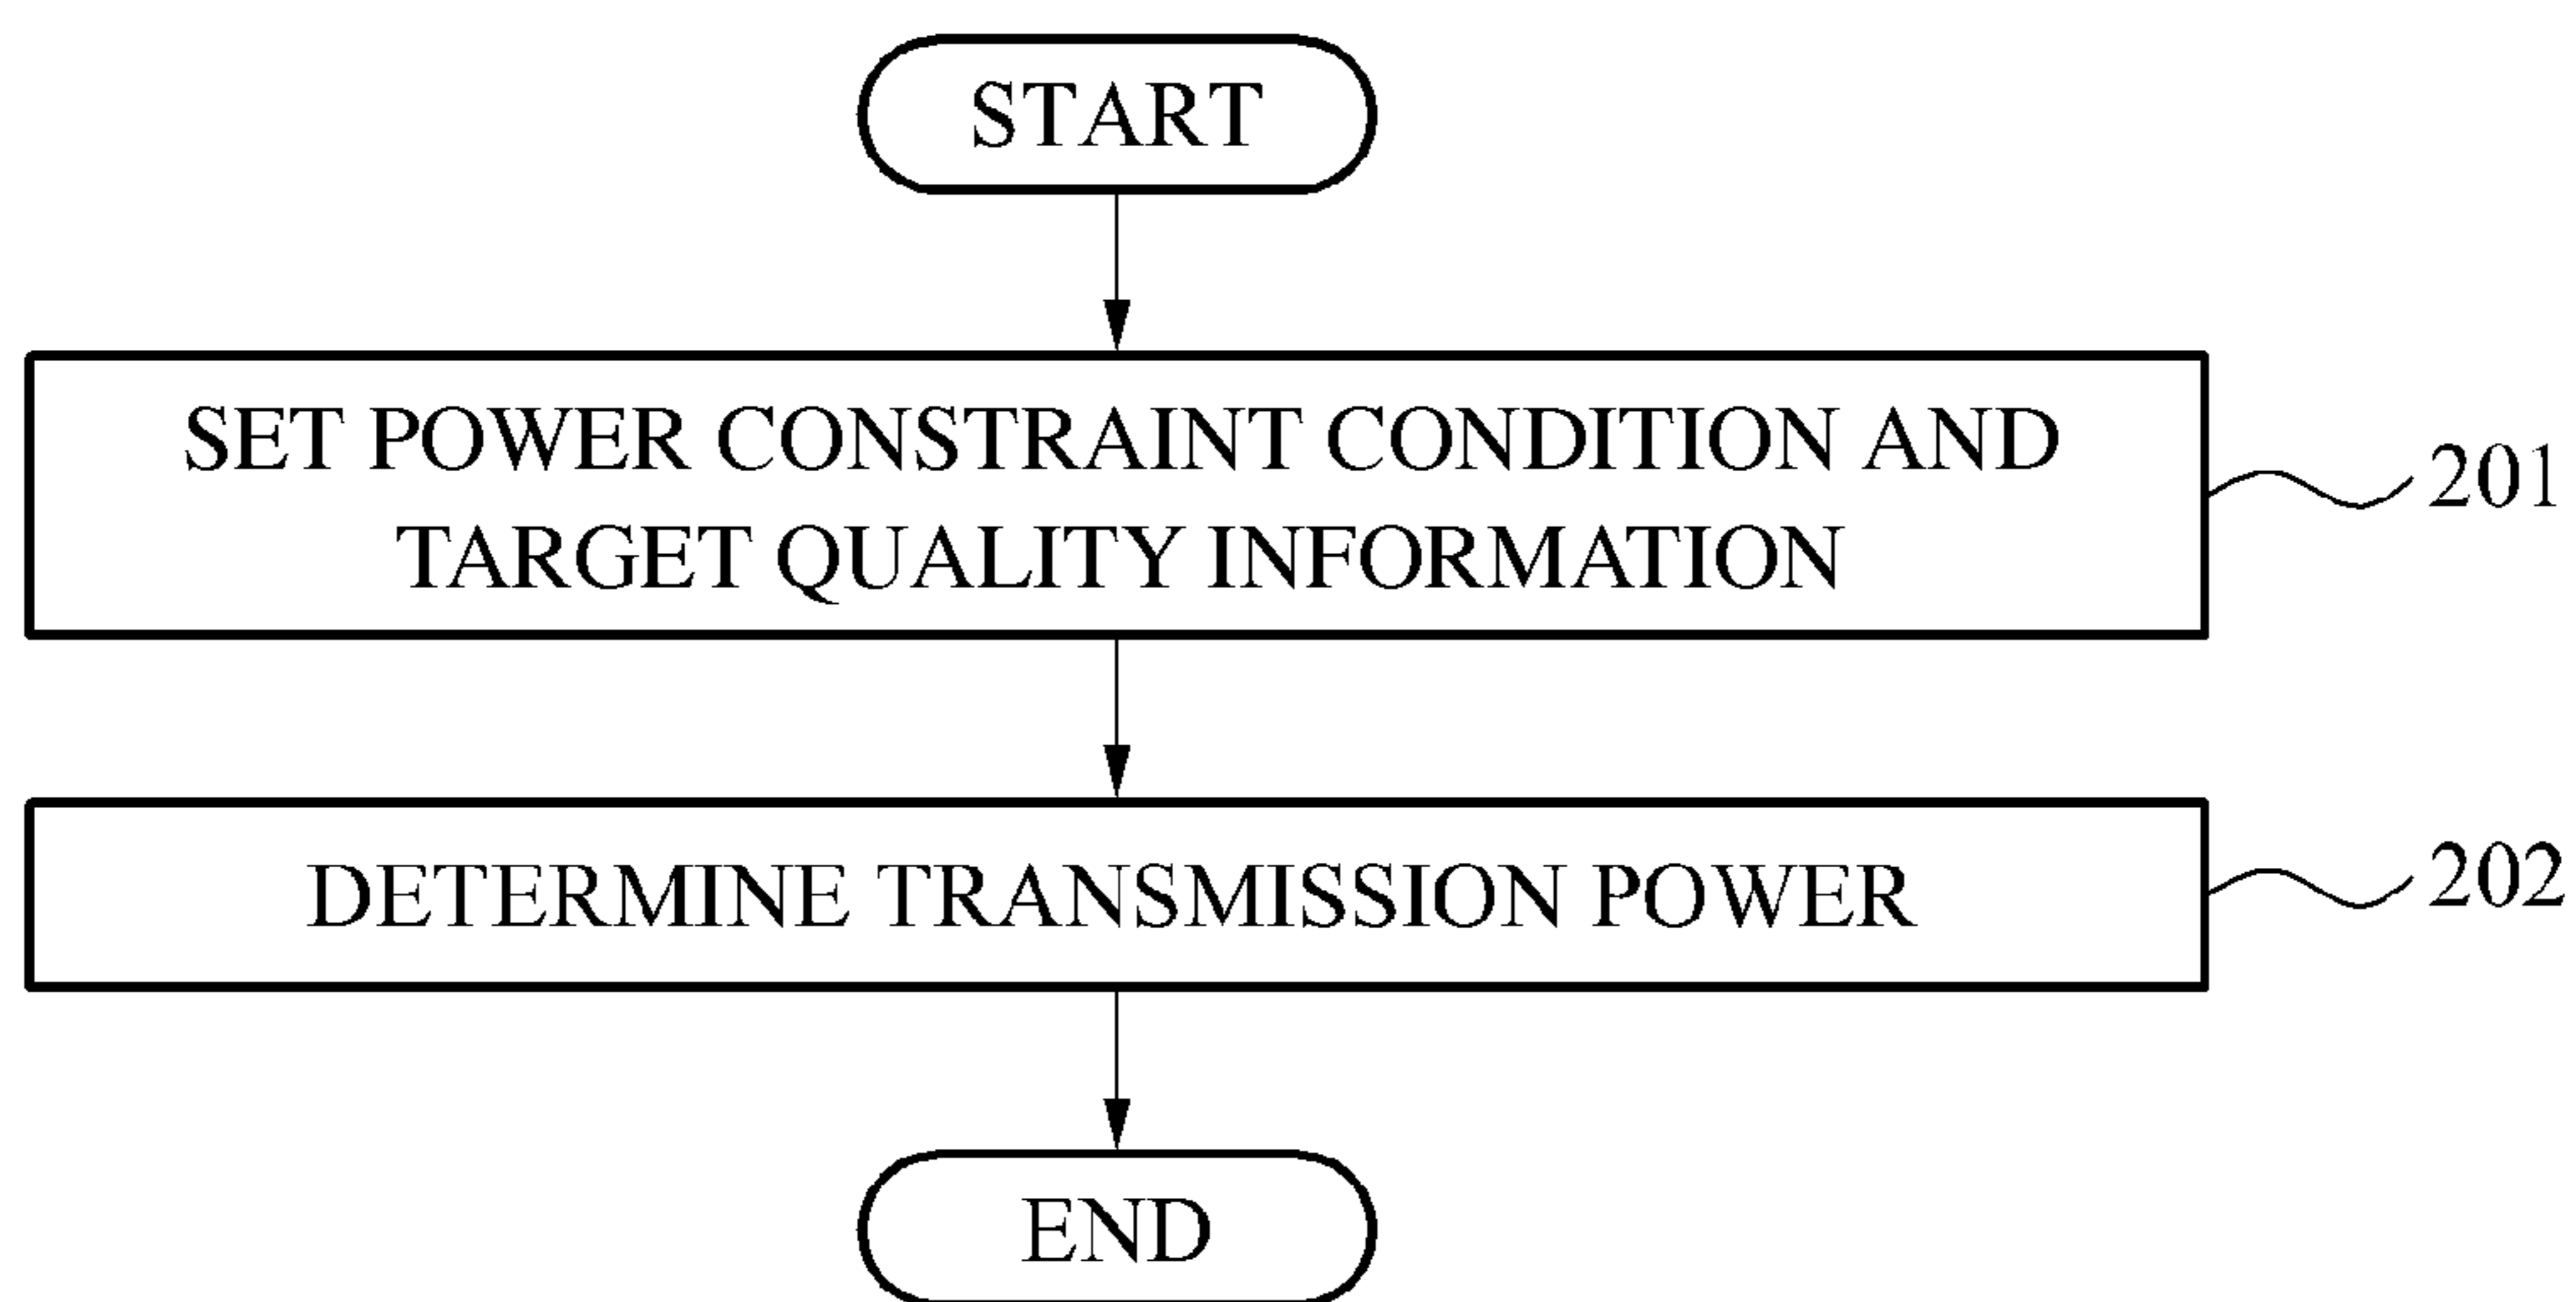 START
SET POWER CONSTRAINT CONDITION AND
TARGET QUALITY INFORMATION
201
DETERMINE TRANSMISSION POWER
202
END